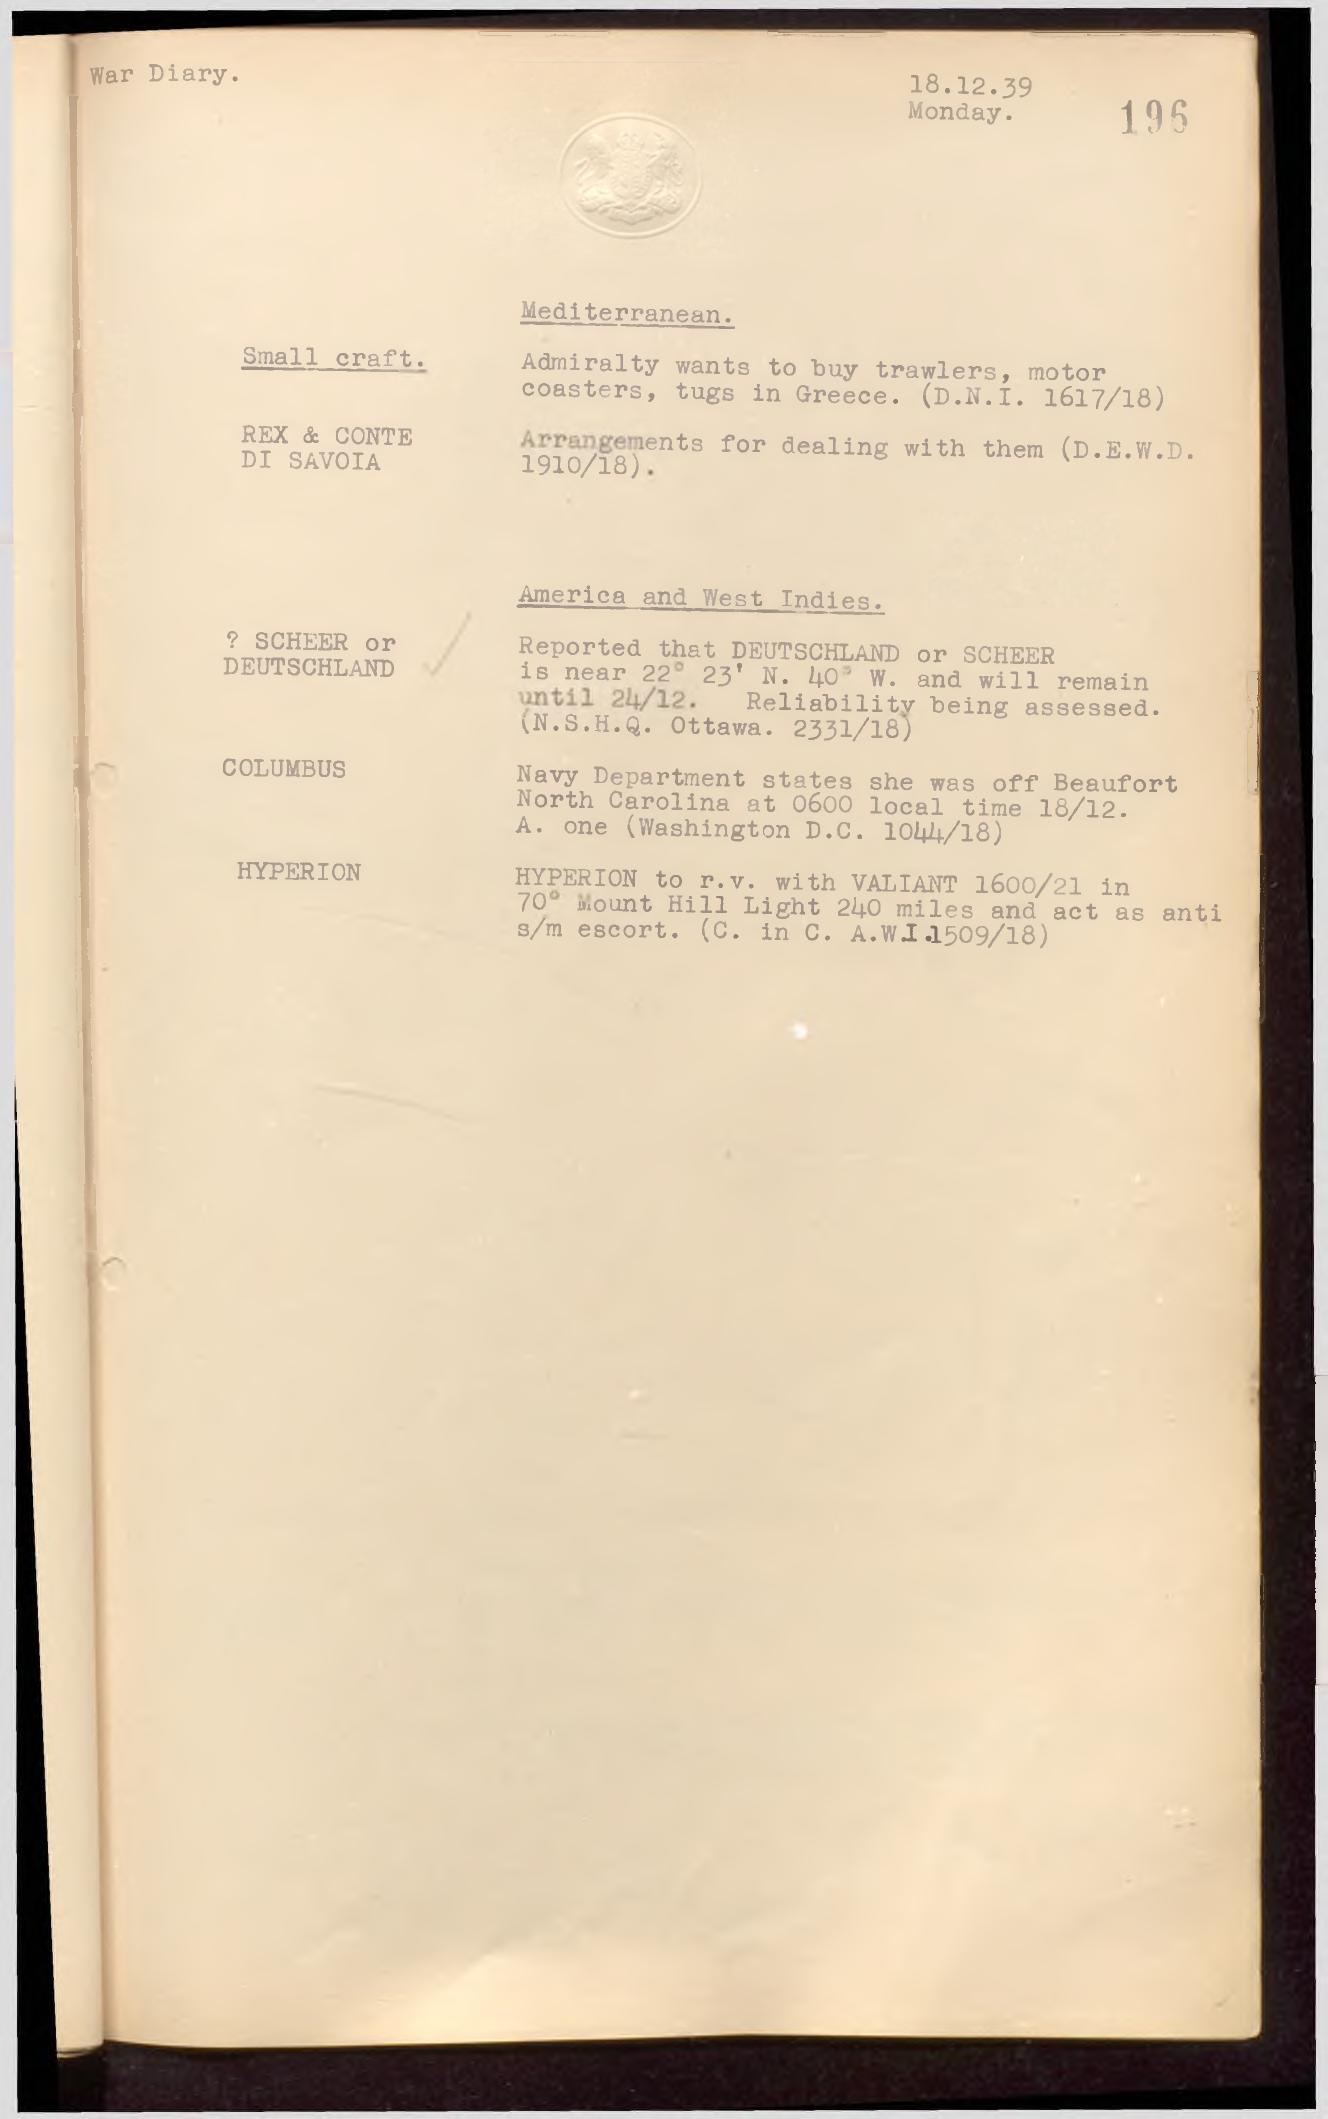 War Diary.
18.12.39
Monday.
196
Mediterranean.
Small craft.
Admiralty wants to buy trawlers, motor
coasters, tugs in Greece. (D.N.I. 1617/18)
REX & CONTE
DI SAVOIA
Arrangements for dealing with them (D.E.W.D.
1910/18).
America and West Indies.
? SCHEER or
DEUTSCHLAND
Reported that DEUTSCHLAND or SCHEER
is near 22° 23' N. 40° W. and will remain
until 24/12. Reliability being assessed.
(N.S.H.Q. Ottawa. 2331/18)
COLUMBUS
Navy Department states she was off Beaufort
North Carolina at 0600 local time 18/12.
A. one (Washington D.C. 1044/18)
HYPERION
HYPERION to r.v. with VALIANT 1600/21 in
70° Mount Hill Light 240 miles and act as anti
s/m escort. (C. in C. A.W.I.1509/18)